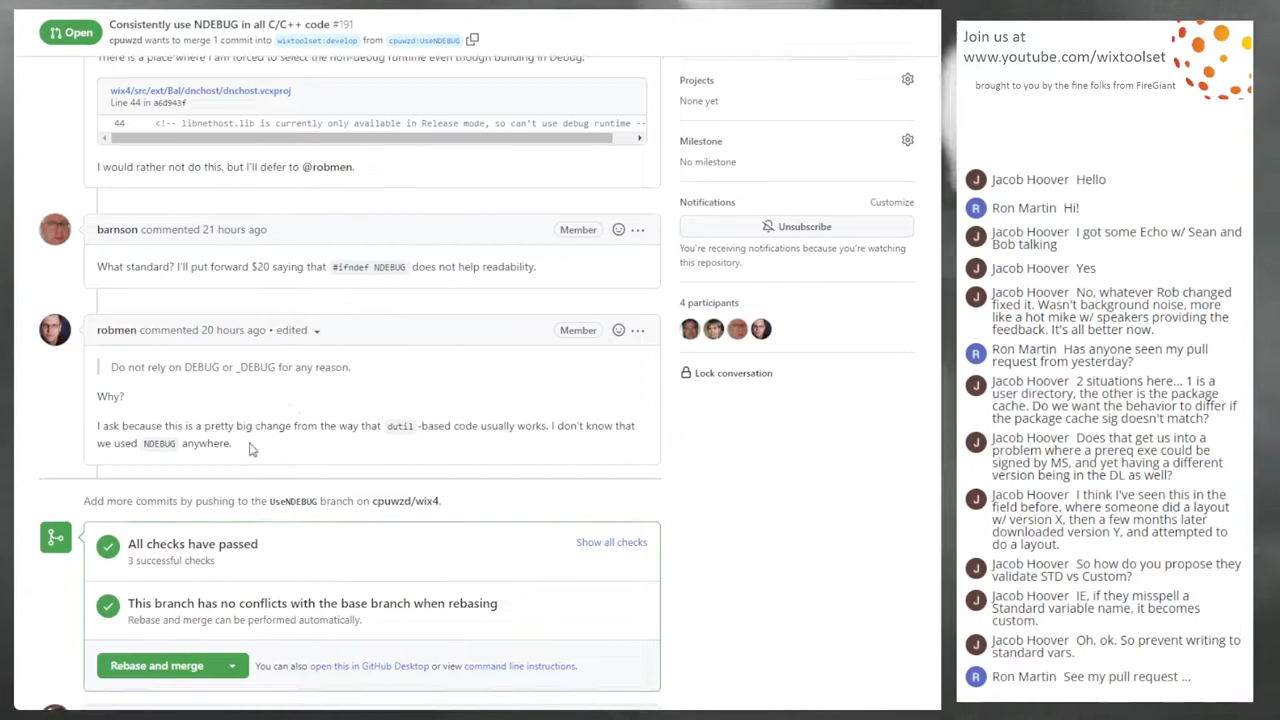 Open
Consistently use NDEBUG in all C/C++ code #191
cpuwzd wants to merge 1 commit into wixtoolset:develop from cpuwzd:UseNDEBUG
There is a place where I am forced to select the non-debug runtime even though building in Debug.
wix4/src/ext/Bal/dnchost/dnchost.vcxproj
Line 44 in a6d943f
44 <!-- libnethost.lib is currently only available in Release mode, so can't use debug runtime --
I would rather not do this, but I'll defer to @robmen.
barnson commented 21 hours ago
Member
What standard? I'll put forward $20 saying that #ifndef NDEBUG does not help readability.
robmen commented 20 hours ago • edited
Member
Do not rely on DEBUG or _DEBUG for any reason.
Why?
I ask because this is a pretty big change from the way that dutil -based code usually works. I don't know that
we used NDEBUG anywhere.
Add more commits by pushing to the UseNDEBUG branch on cpuwzd/wix4.
All checks have passed
Show all checks
3 successful checks
This branch has no conflicts with the base branch when rebasing
Rebase and merge can be performed automatically.
Rebase and merge
You can also open this in GitHub Desktop or view command line instructions.
Projects
None yet
Milestone
No milestone
Notifications
Customize
Unsubscribe
You're receiving notifications because you're watching
this repository.
4 participants
Lock conversation
Join us at
www.youtube.com/wixtoolset
brought to you by the fine folks from FireGiant
J Jacob Hoover Hello
R Ron Martin Hi!
J Jacob Hoover I got some Echo w/ Sean and
Bob talking
J Jacob Hoover Yes
J Jacob Hoover No, whatever Rob changed
fixed it. Wasn't background noise, more
like a hot mike w/ speakers providing the
feedback. It's all better now.
R Ron Martin Has anyone seen my pull
request from yesterday?
J Jacob Hoover 2 situations here... 1 is a
user directory, the other is the package
cache. Do we want the behavior to differ if
the package cache sig doesn't match?
J Jacob Hoover Does that get us into a
problem where a prereq exe could be
signed by MS, and yet having a different
version being in the DL as well?
J Jacob Hoover I think I've seen this in the
field before, where someone did a layout
w/ version X, then a few months later
downloaded version Y, and attempted to
do a layout.
J Jacob Hoover So how do you propose they
validate STD vs Custom?
J Jacob Hoover IE, if they misspell a
Standard variable name, it becomes
custom.
J Jacob Hoover Oh, ok. So prevent writing to
standard vars.
R Ron Martin See my pull request ...